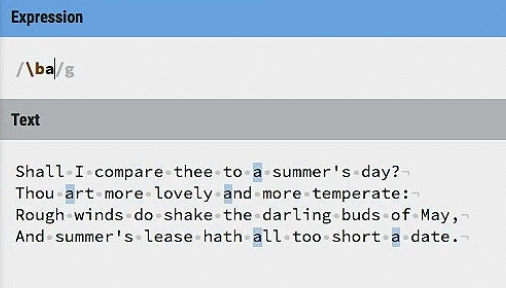 Expression
/\ba/g
Text
Shall I compare thee to a summer's day?
Thou art more lovely and more temperate:
Rough winds do shake the darling buds of May,
And summer's lease hath all too short a date.